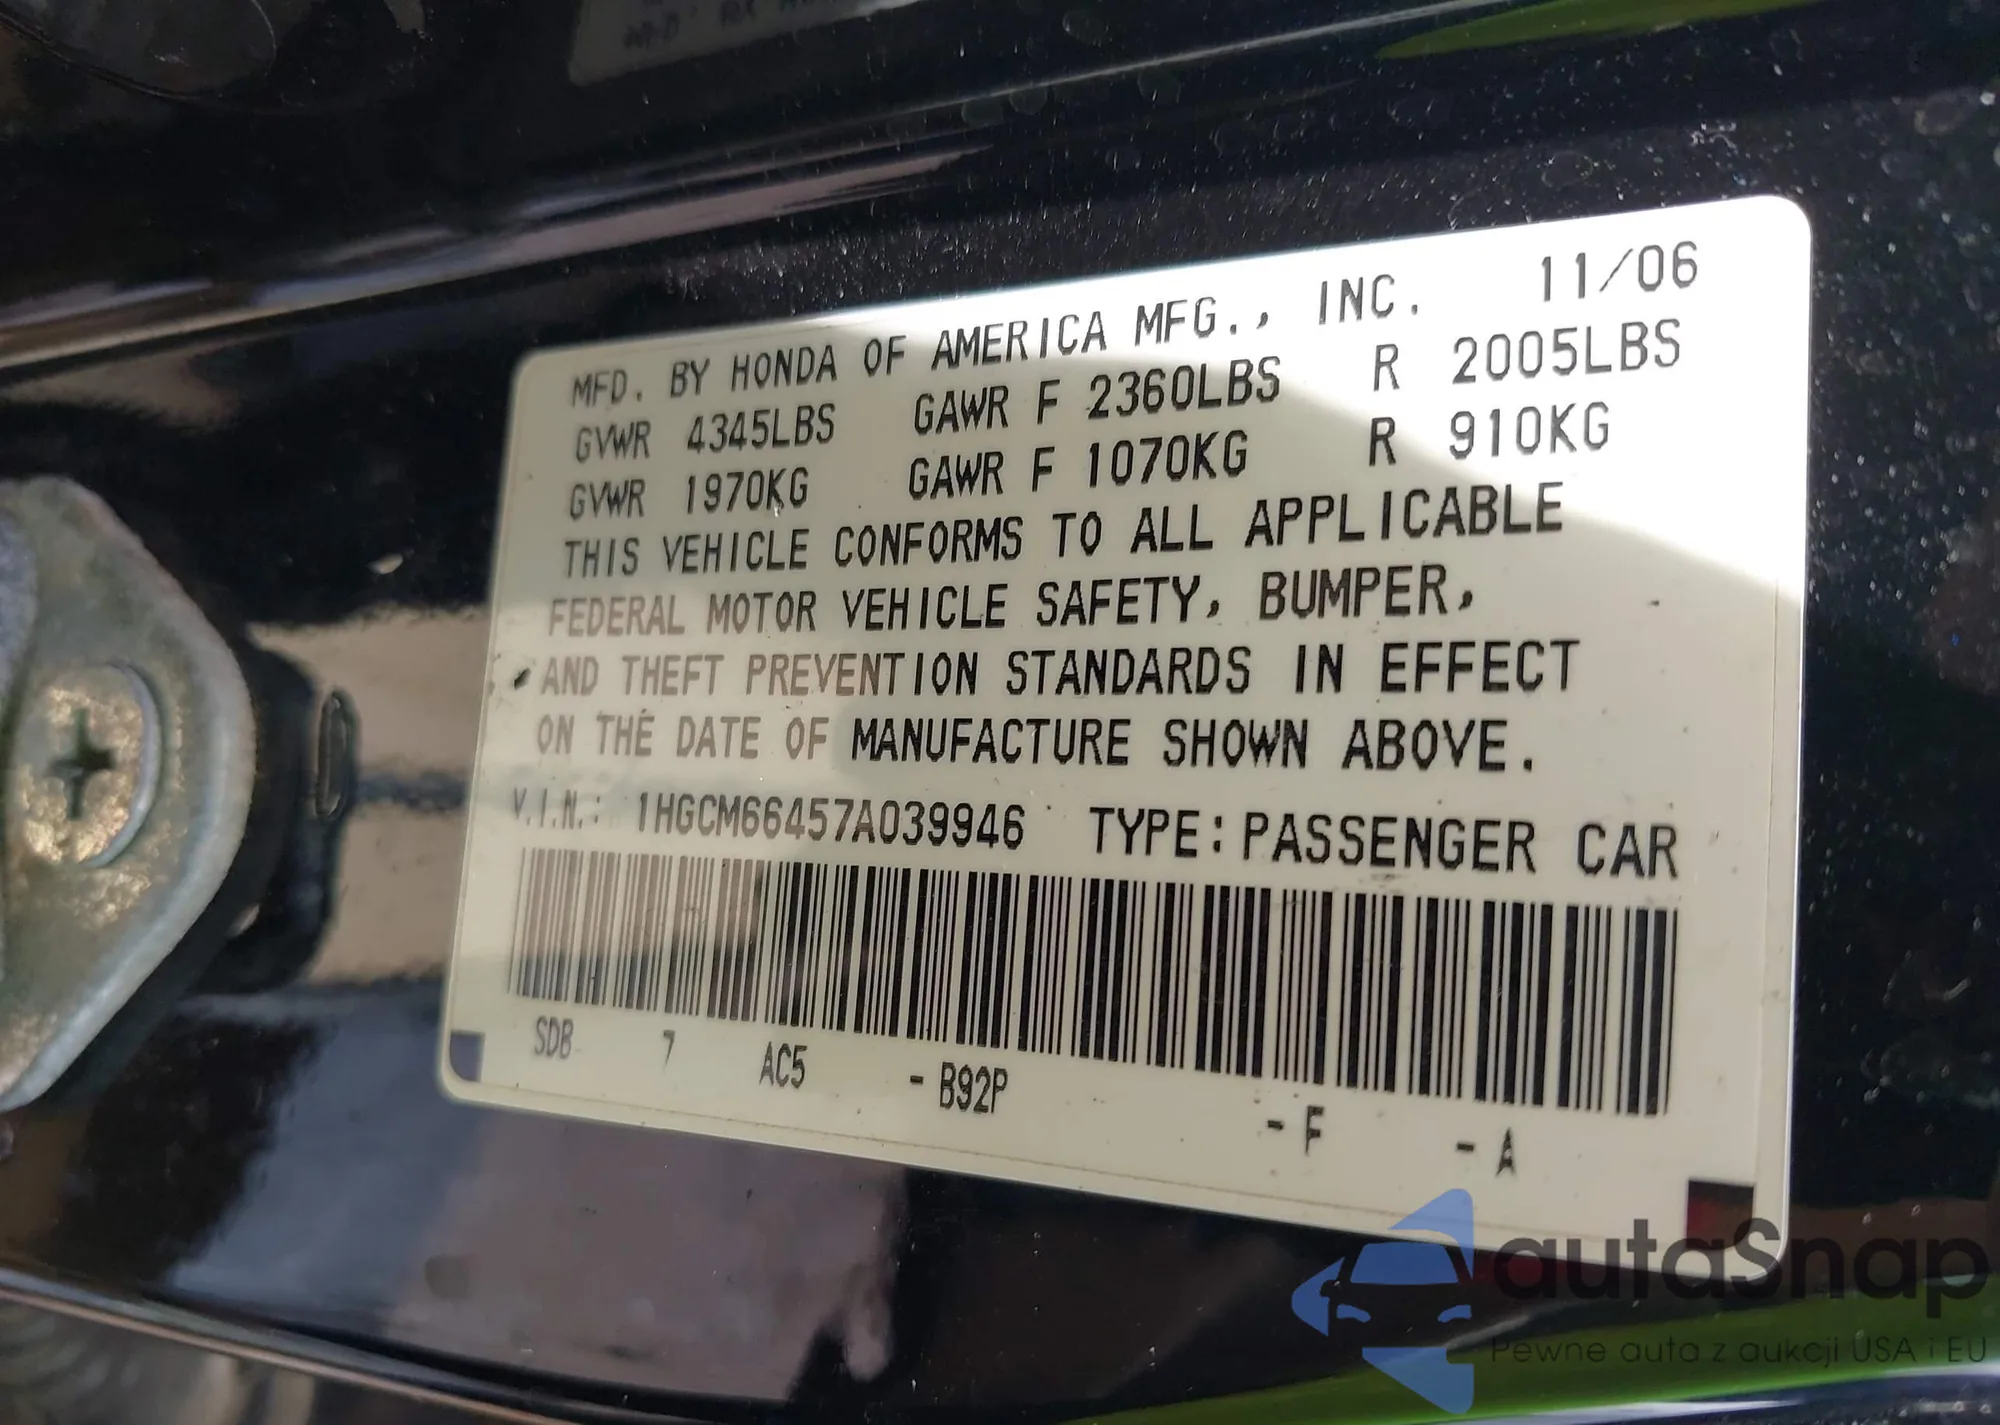 MFD. BY HONDA OF AMERICA MFG., INC. 11/06
GVWR 4345LBS GAWR F 2360LBS R 2005LBS
GVWR 1970KG GAWR F 1070KG R 910KG
THIS VEHICLE CONFORMS TO ALL APPLICABLE
FEDERAL MOTOR VEHICLE SAFETY, BUMPER,
AND THEFT PREVENTION STANDARDS IN EFFECT
ON THE DATE OF MANUFACTURE SHOWN ABOVE.
V.I.N.: 1HGCM66457A039946 TYPE:PASSENGER CAR
SDB 7 AC5 - B92P - F - A
autaSnap
Pewne auta z aukcji USA i EU